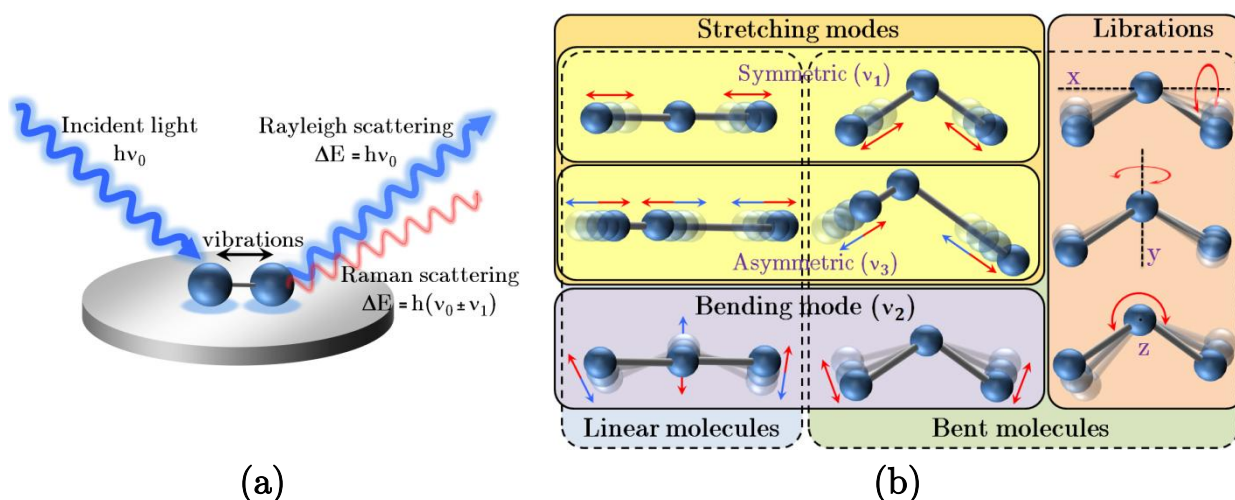 Incident light
hν₀
Rayleigh scattering
ΔE = hν₀
vibrations
Raman scattering
ΔE = h(ν₀ ± ν₁)
(a)
Stretching modes
Librations
Symmetric (ν₁)
x
Asymmetric (ν₃)
y
Bending mode (ν₂)
z
Linear molecules
Bent molecules
(b)